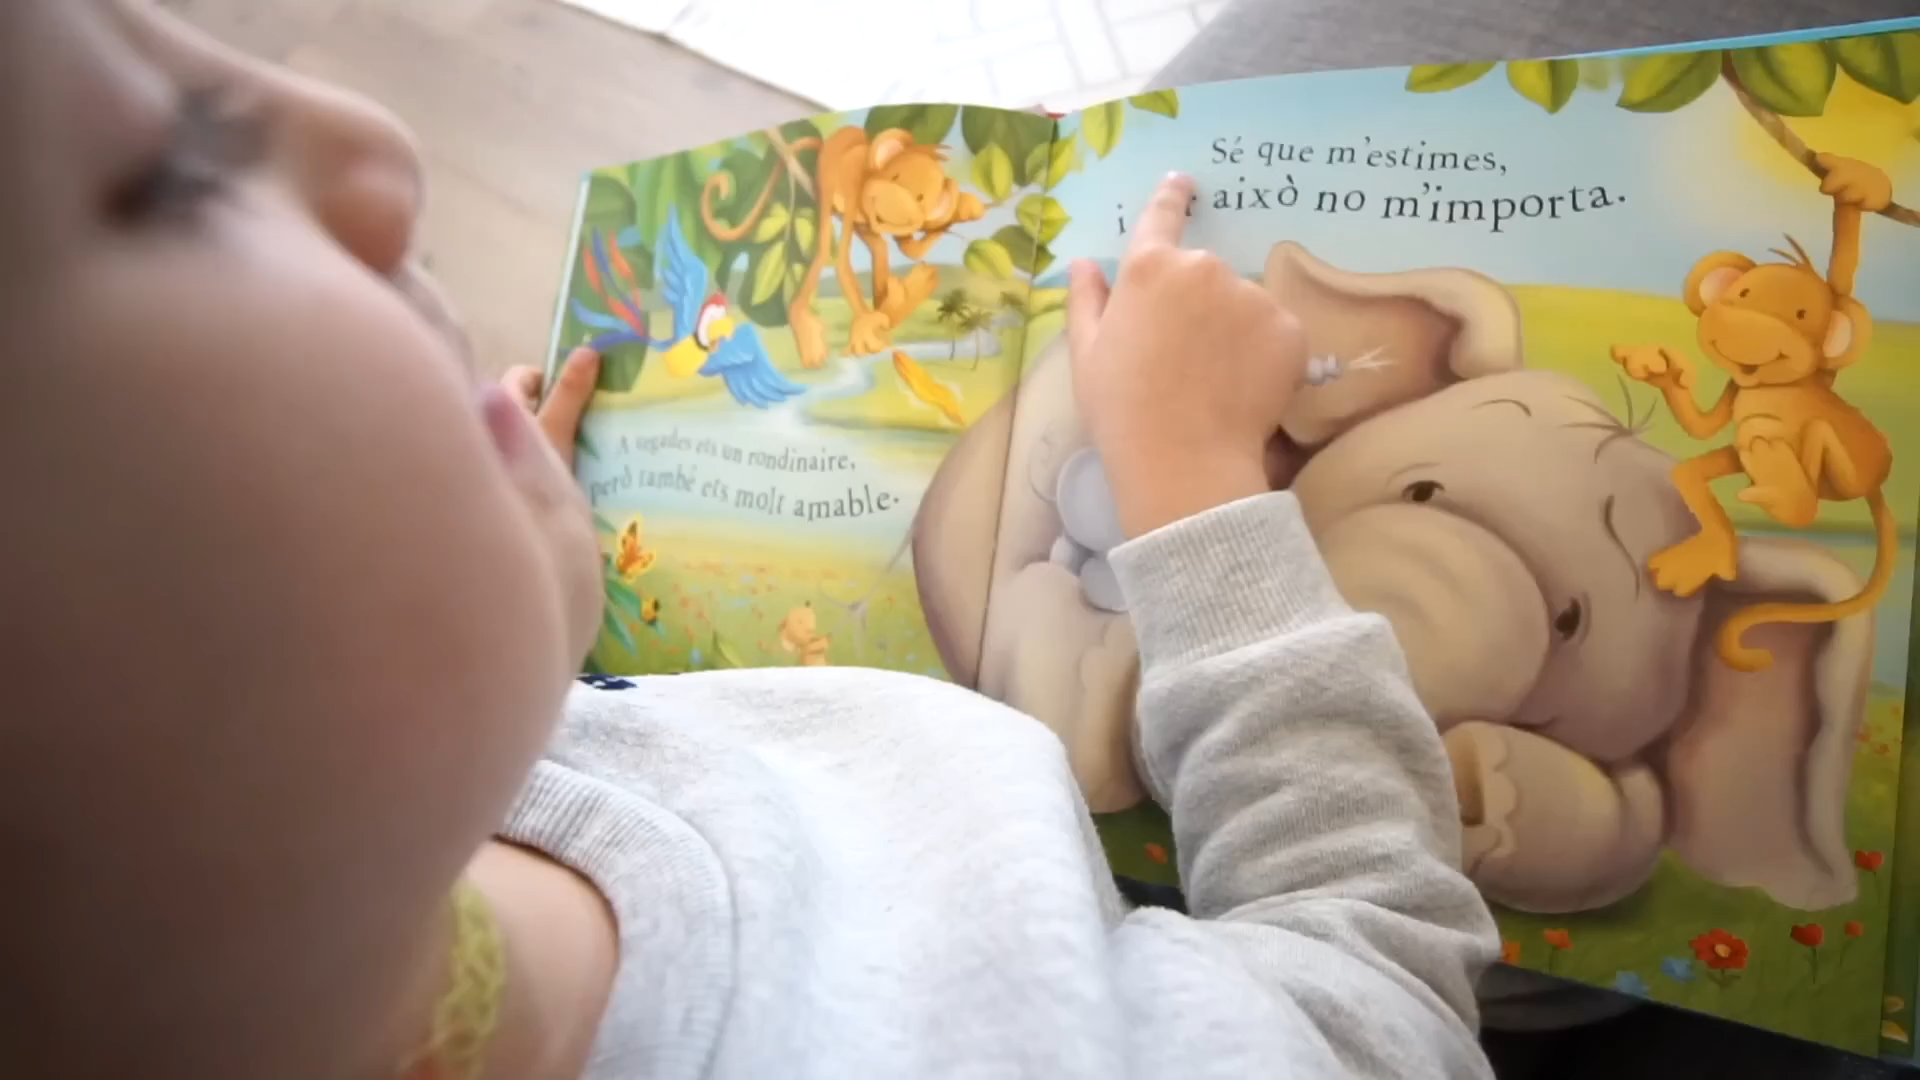 A vegades ets un rondinaire,
però també ets molt amable.
Sé que m'estimes,
i això no m'importa.